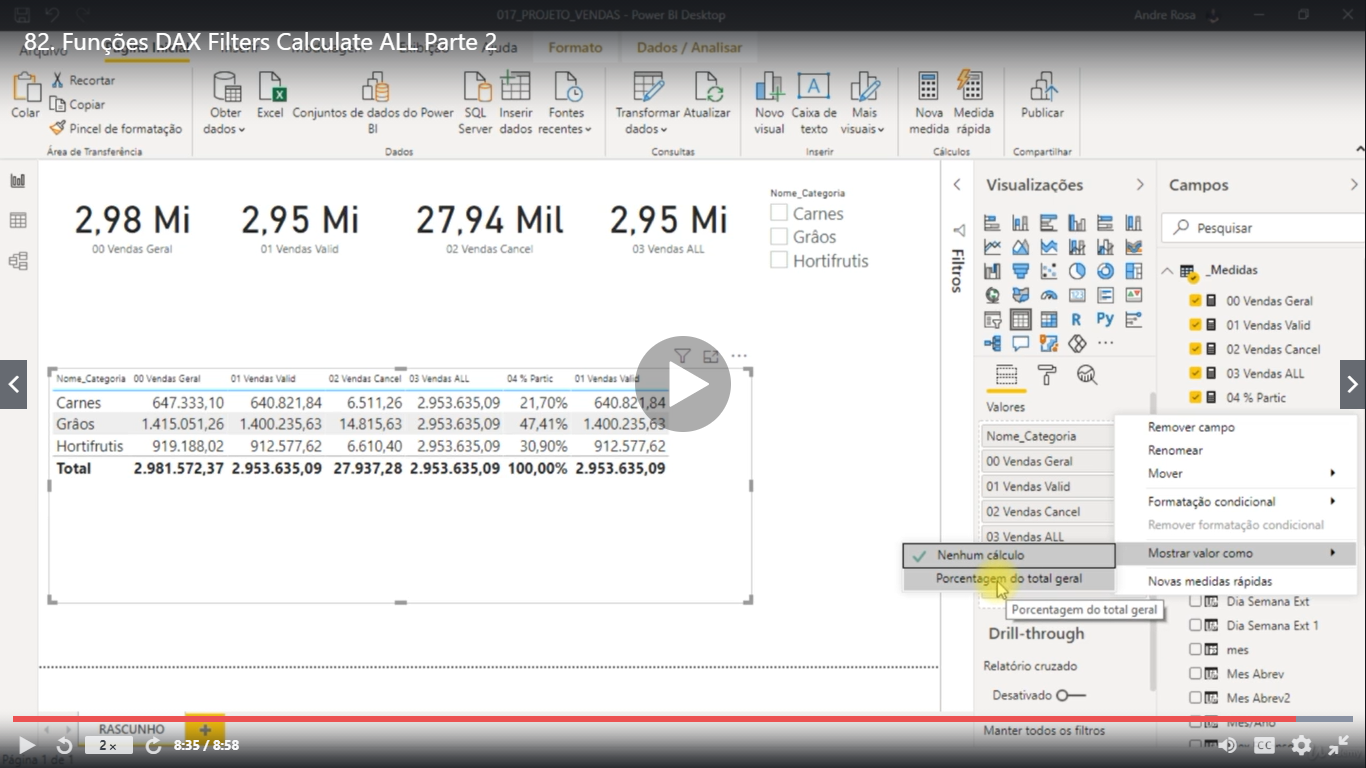 017_PROJETO_VENDAS - Power BI Desktop
Andre Rosa
82. Funções DAX Filters Calculate ALL Parte 2
Arquivo
Ajuda
Formato
Dados / Analisar
Colar
Recortar
Copiar
Pincel de formatação
Área de Transferência
Obter dados
Excel
Conjuntos de dados do Power BI
SQL Server
Inserir dados
Fontes recentes
Dados
Transformar dados
Atualizar
Consultas
Novo visual
Caixa de texto
Mais visuais
Inserir
Nova medida
Medida rápida
Cálculos
Publicar
Compartilhar
2,98 Mi
00 Vendas Geral
2,95 Mi
01 Vendas Valid
27,94 Mil
02 Vendas Cancel
2,95 Mi
03 Vendas ALL
Nome_Categoria
Carnes
Grãos
Hortifrutis
Nome_Categoria 00 Vendas Geral 01 Vendas Valid 02 Vendas Cancel 03 Vendas ALL 04 % Partic 01 Vendas Valid
Carnes 647.333,10 640.821,84 6.511,26 2.953.635,09 21,70% 640.821,84
Grãos 1.415.051,26 1.400.235,63 14.815,63 2.953.635,09 47,41% 1.400.235,63
Hortifrutis 919.188,02 912.577,62 6.610,40 2.953.635,09 30,90% 912.577,62
Total 2.981.572,37 2.953.635,09 27.937,28 2.953.635,09 100,00% 2.953.635,09
Filtros
Visualizações
R
Py
Valores
Nome_Categoria
00 Vendas Geral
01 Vendas Valid
02 Vendas Cancel
03 Vendas ALL
Nenhum cálculo
Porcentagem do total geral
Porcentagem do total geral
Drill-through
Relatório cruzado
Desativado
Manter todos os filtros
Campos
Pesquisar
_Medidas
00 Vendas Geral
01 Vendas Valid
02 Vendas Cancel
03 Vendas ALL
04 % Partic
Remover campo
Renomear
Mover
Formatação condicional
Remover formatação condicional
Mostrar valor como
Novas medidas rápidas
Dia Semana Ext
Dia Semana Ext 1
mes
Mes Abrev
Mes Abrev2
Mes/Ano
RASCUNHO
2x
8:35 / 8:58
CC
Página 1 de 1